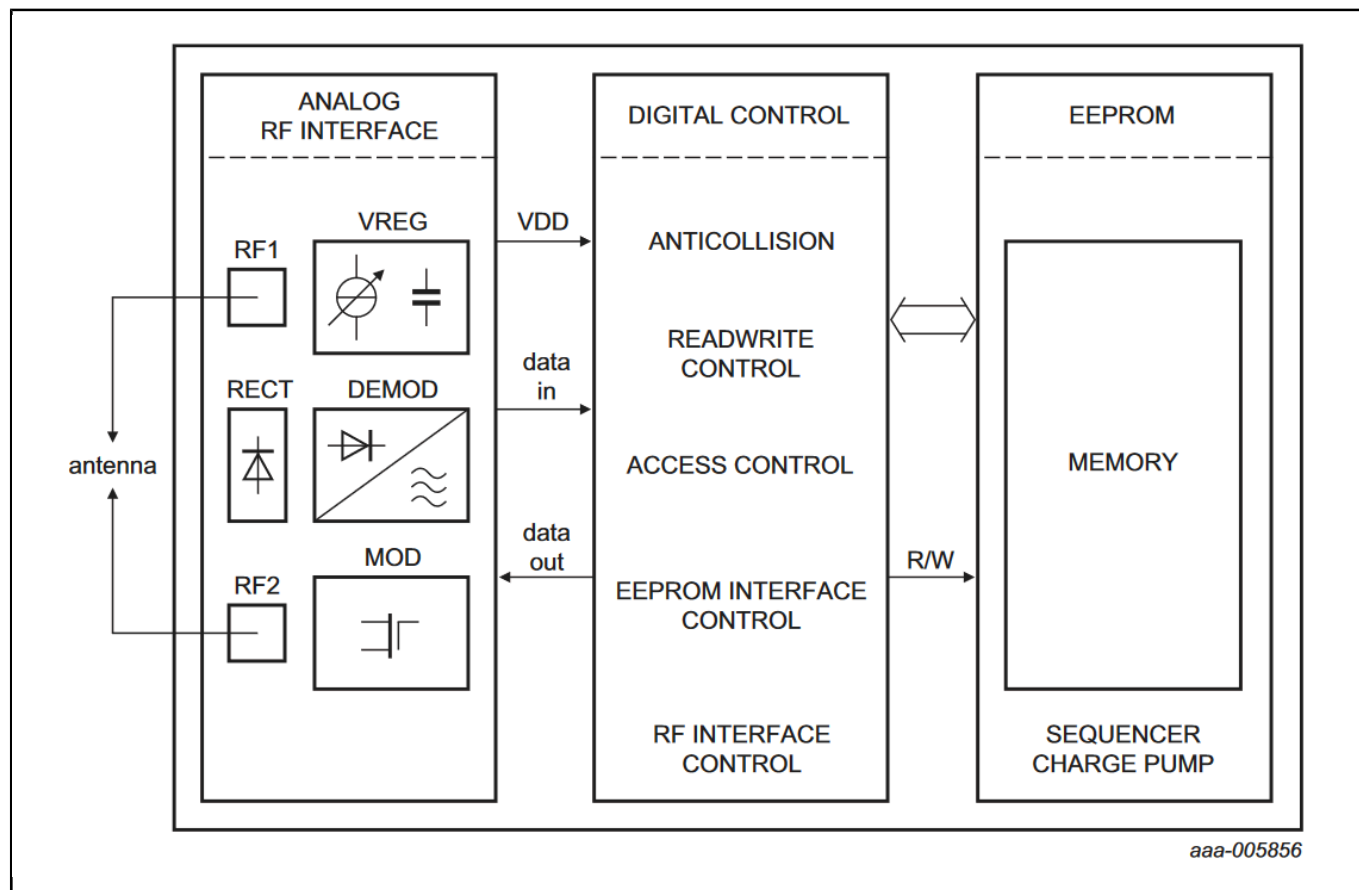 ANALOG
RF INTERFACE
VREG
RF1
RECT
DEMOD
antenna
MOD
RF2
VDD
data
in
data
out
DIGITAL CONTROL
ANTICOLLISION
READWRITE
CONTROL
ACCESS CONTROL
EEPROM INTERFACE
CONTROL
RF INTERFACE
CONTROL
R/W
EEPROM
MEMORY
SEQUENCER
CHARGE PUMP
aaa-005856